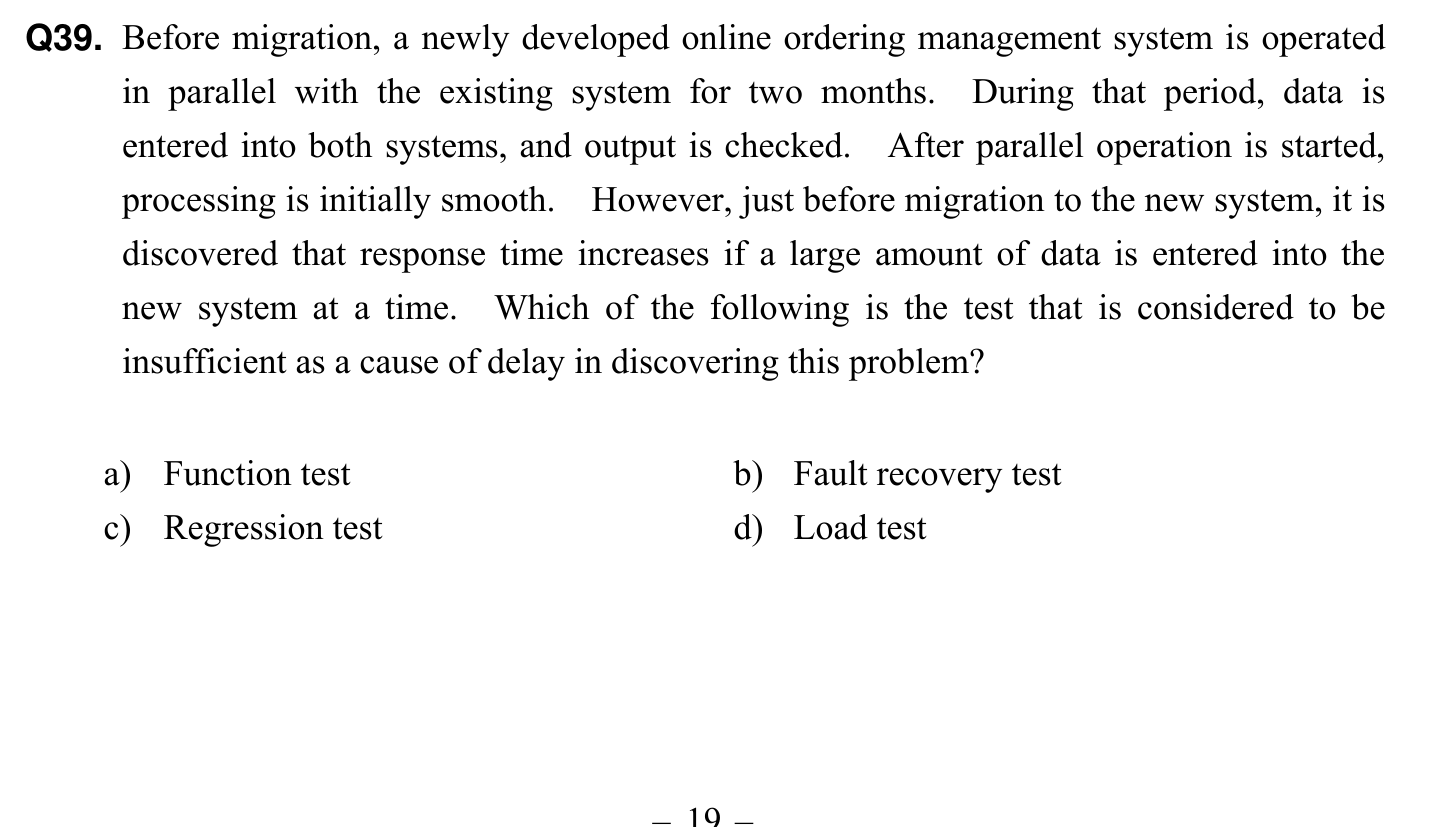 Q39. Before migration, a newly developed online ordering management system is operated
in parallel with the existing system for two months. During that period, data is
entered into both systems, and output is checked. After parallel operation is started,
processing is initially smooth. However, just before migration to the new system, it is
discovered that response time increases if a large amount of data is entered into the
new system at a time. Which of the following is the test that is considered to be
insufficient as a cause of delay in discovering this problem?
a) Function test b) Fault recovery test
c) Regression test d) Load test
– 19 –